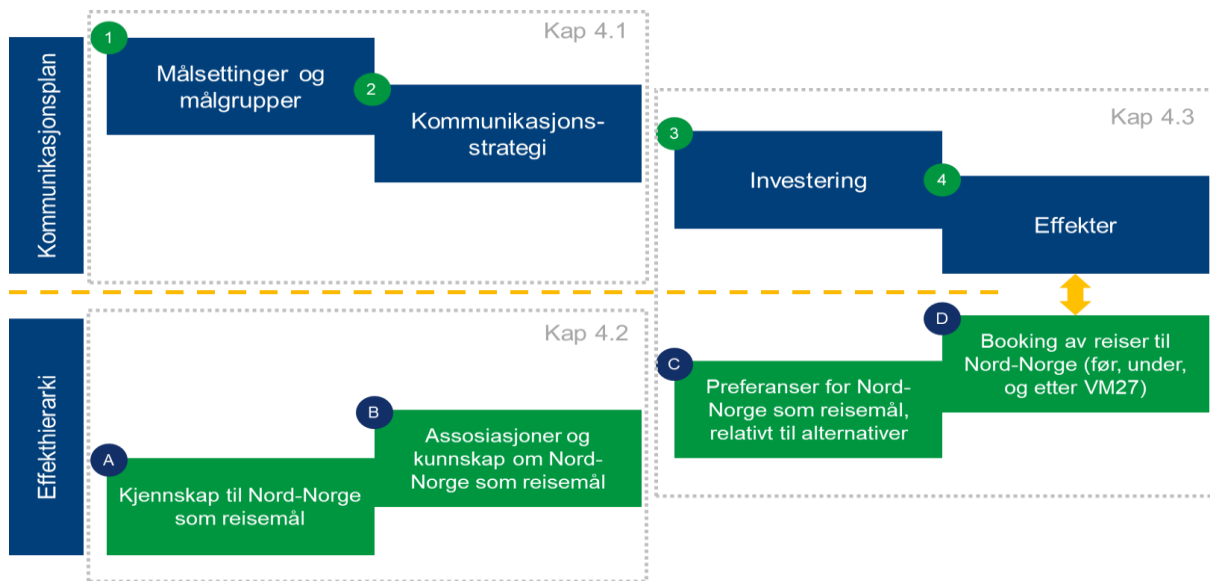 Kommunikasjonsplan
Kap 4.1
1
Målsettinger og
målgrupper
2
Kommunikasjons-
strategi
Kap 4.3
3
Investering
4
Effekter
Effekthierarki
Kap 4.2
A
Kjennskap til Nord-Norge
som reisemål
B
Assosiasjoner og
kunnskap om Nord-
Norge som reisemål
C
Preferanser for Nord-
Norge som reisemål,
relativt til alternativer
D
Booking av reiser til
Nord-Norge (før, under,
og etter VM27)